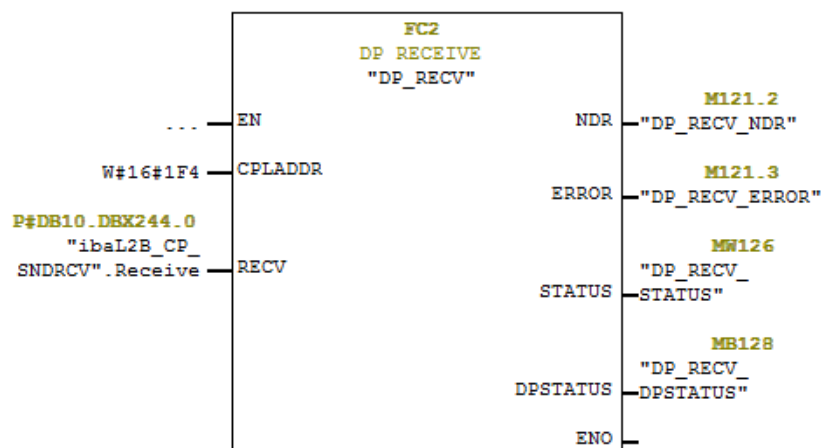 FC2
DP RECEIVE
"DP_RECV"
... EN
W#16#1F4 CPLADDR
P#DB10.DBX244.0
"ibaL2B_CP_
SNDRCV".Receive RECV
M121.2
NDR "DP_RECV_NDR"
M121.3
ERROR "DP_RECV_ERROR"
MW126
"DP_RECV_
STATUS STATUS"
MB128
"DP_RECV_
DPSTATUS DPSTATUS"
ENO